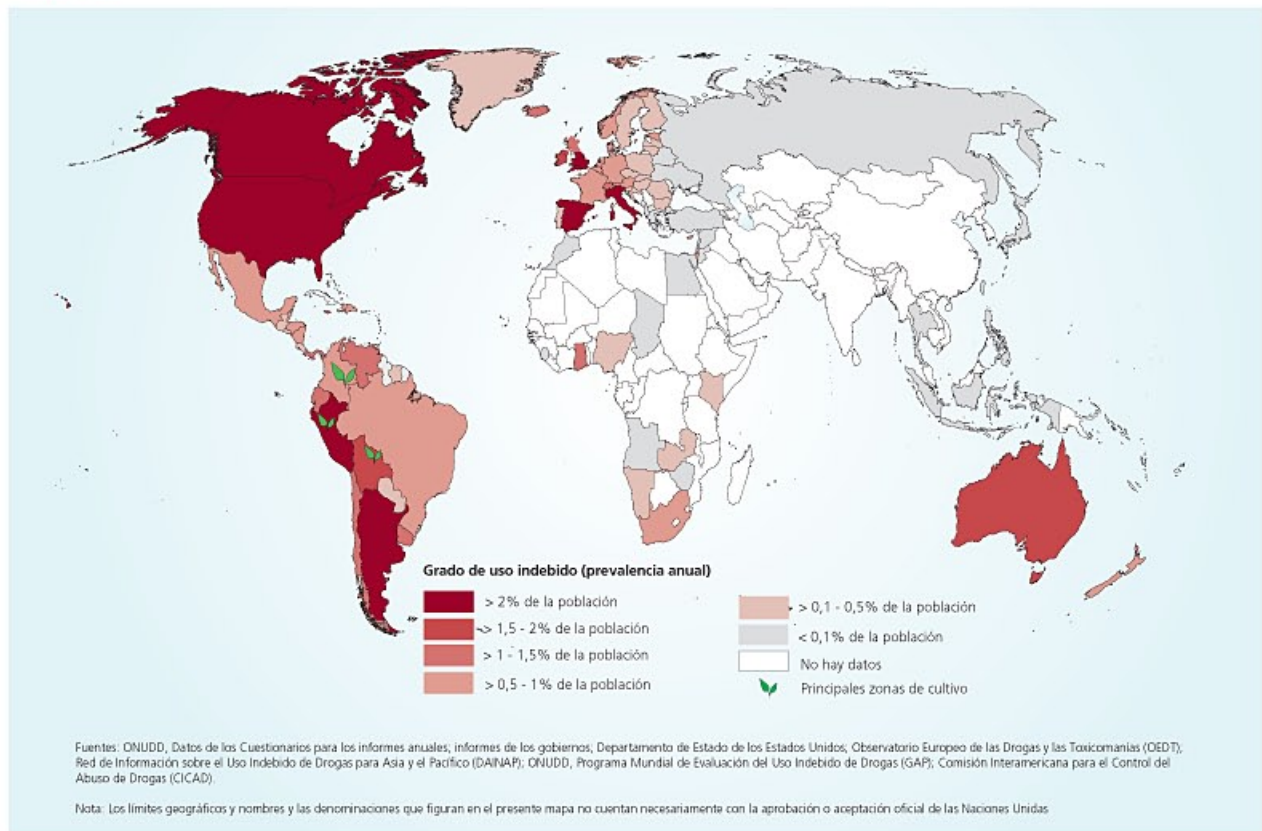 Grado de uso indebido (prevalencia anual)
> 2% de la población
> 1,5 - 2% de la población
> 1 - 1,5% de la población
> 0,5 - 1% de la población
> 0,1 - 0,5% de la población
< 0,1% de la población
No hay datos
Principales zonas de cultivo
Fuentes: ONUDD, Datos de los Cuestionarios para los informes anuales; informes de los gobiernos; Departamento de Estado de los Estados Unidos; Observatorio Europeo de las Drogas y las Toxicomanías (OEDT);
Red de Información sobre el Uso Indebido de Drogas para Asia y el Pacífico (DAINAP); ONUDD, Programa Mundial de Evaluación del Uso Indebido de Drogas (GAP); Comisión Interamericana para el Control del
Abuso de Drogas (CICAD).
Nota: Los límites geográficos y nombres y las denominaciones que figuran en el presente mapa no cuentan necesariamente con la aprobación o aceptación oficial de las Naciones Unidas